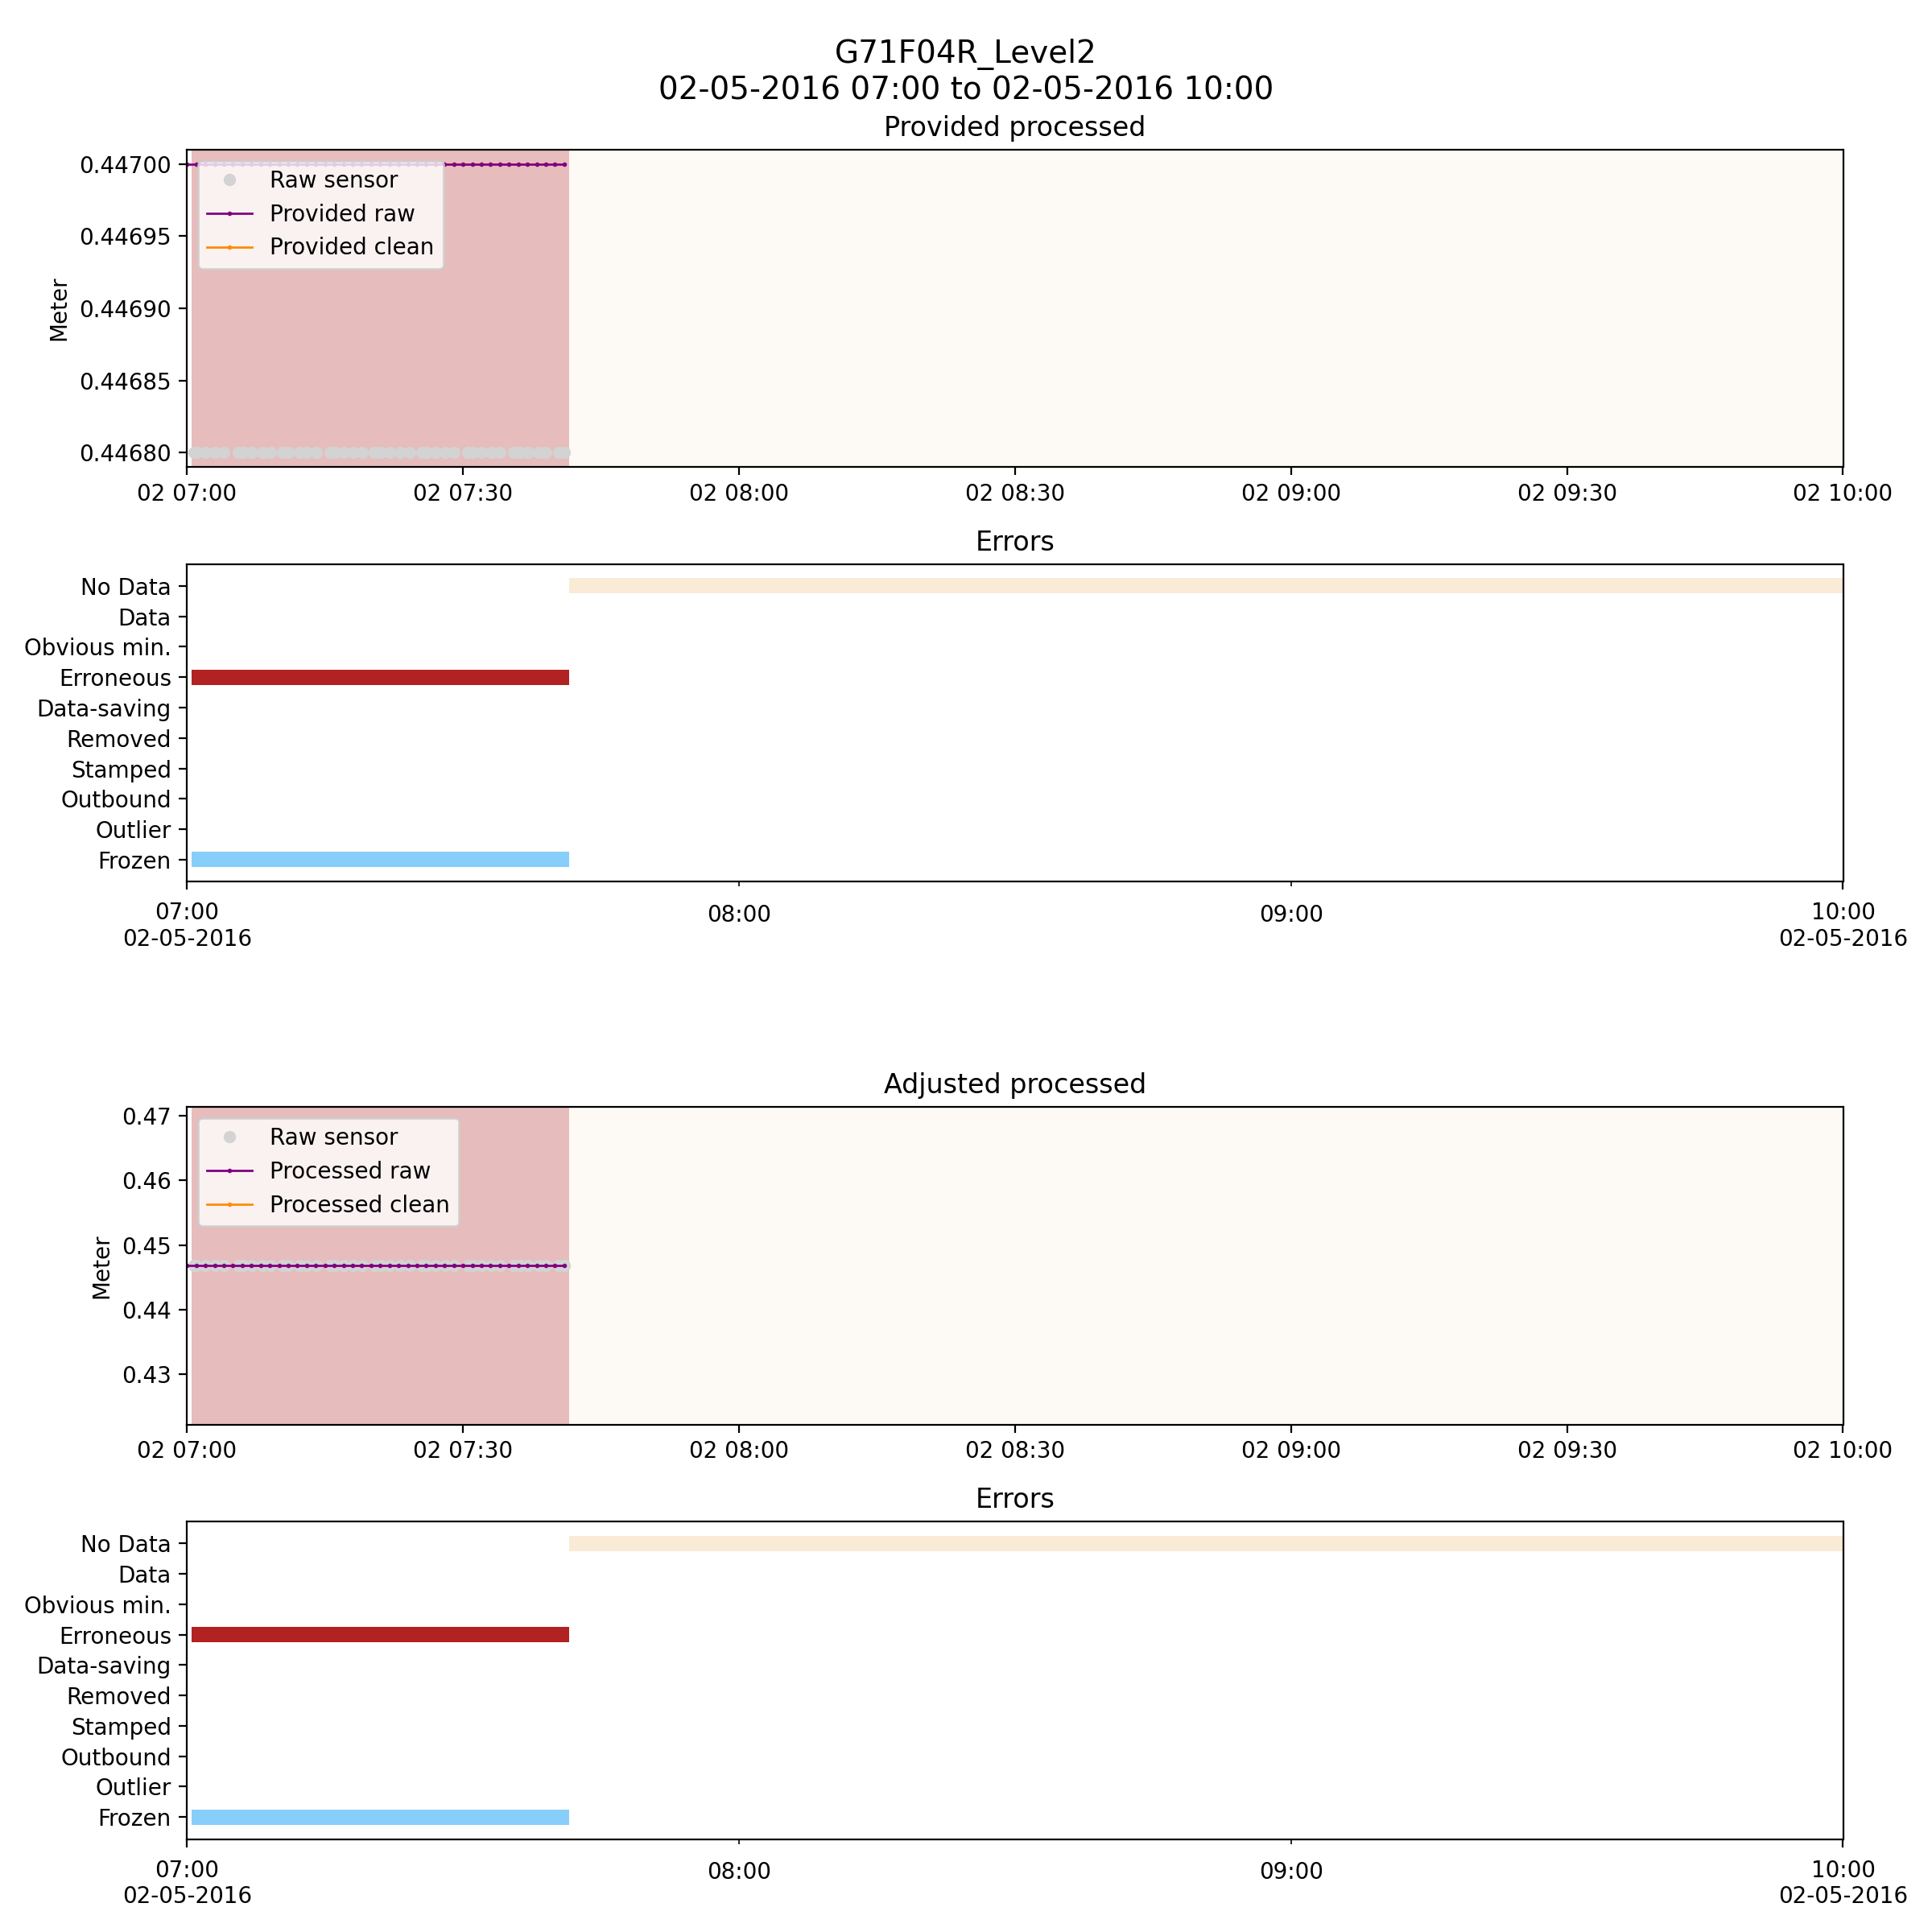 G71F04R_Level2
02-05-2016 07:00 to 02-05-2016 10:00
Provided processed
0.44700
0.44695
0.44690
0.44685
0.44680
Meter
Raw sensor
Provided raw
Provided clean
02 07:00 02 07:30 02 08:00 02 08:30 02 09:00 02 09:30 02 10:00
Errors
No Data
Data
Obvious min.
Erroneous
Data-saving
Removed
Stamped
Outbound
Outlier
Frozen
07:00 08:00 09:00 10:00
02-05-2016 02-05-2016
Adjusted processed
0.47
0.46
0.45
0.44
0.43
Meter
Raw sensor
Processed raw
Processed clean
02 07:00 02 07:30 02 08:00 02 08:30 02 09:00 02 09:30 02 10:00
Errors
No Data
Data
Obvious min.
Erroneous
Data-saving
Removed
Stamped
Outbound
Outlier
Frozen
07:00 08:00 09:00 10:00
02-05-2016 02-05-2016